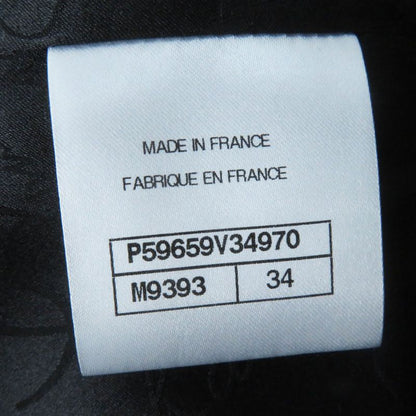 MADE IN FRANCE
FABRIQUE EN FRANCE
P59659V34970
M9393 34